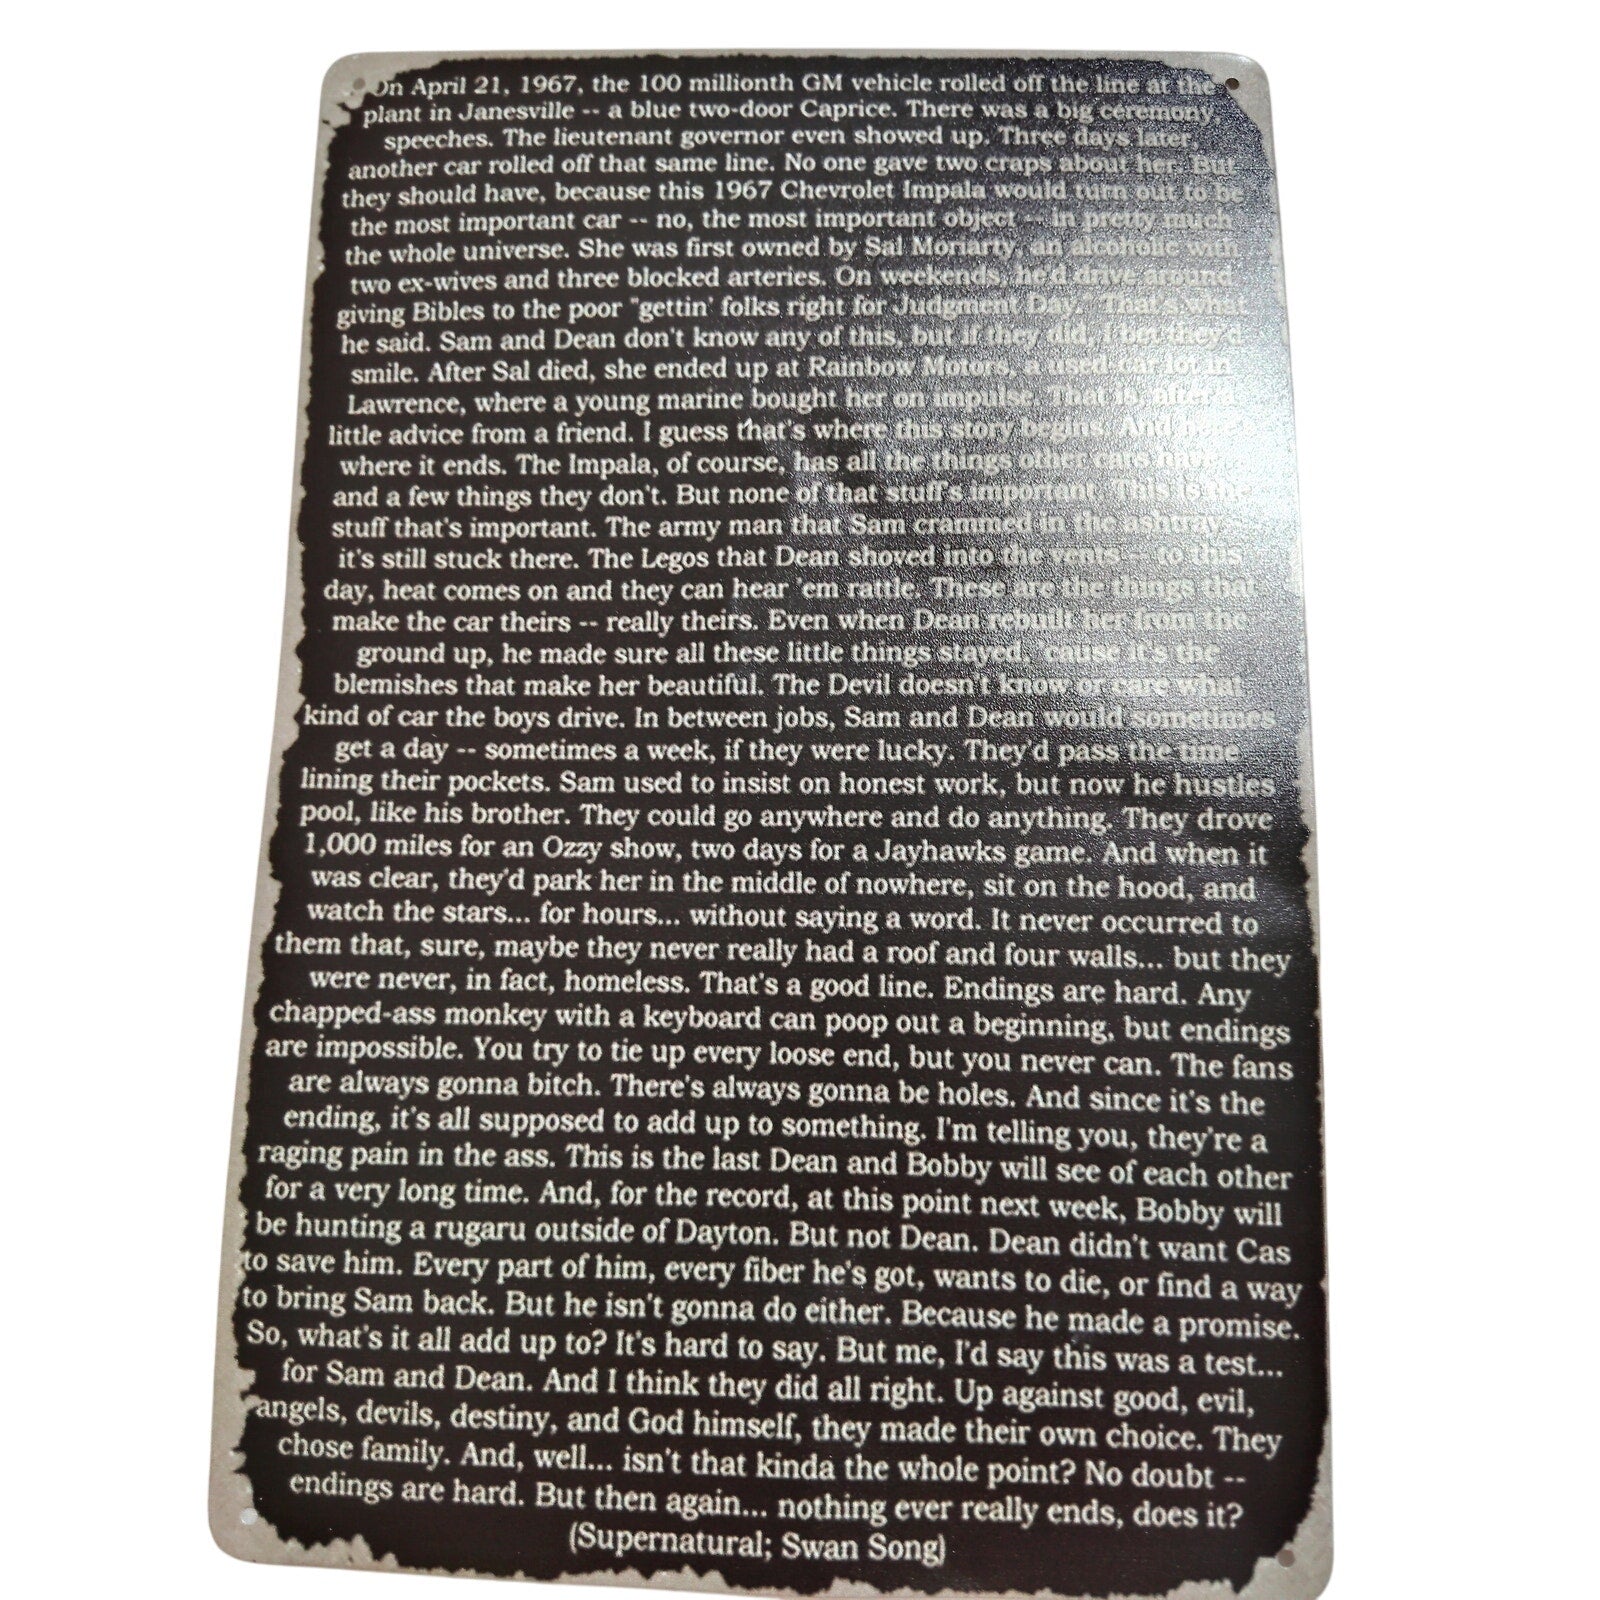 On April 21, 1967, the 100 millionth GM vehicle rolled off the line at the
plant in Janesville -- a blue two-door Caprice. There was a big ceremony,
speeches. The lieutenant governor even showed up. Three days later,
another car rolled off that same line. No one gave two craps about her. But
they should have, because this 1967 Chevrolet Impala would turn out to be
the most important car -- no, the most important object -- in pretty much
the whole universe. She was first owned by Sal Moriarty, an alcoholic with
two ex-wives and three blocked arteries. On weekends, he'd drive around
giving Bibles to the poor "gettin' folks right for Judgment Day." That's what
he said. Sam and Dean don't know any of this, but if they did, I bet they'd
smile. After Sal died, she ended up at Rainbow Motors, a used-car lot in
Lawrence, where a young marine bought her on impulse. That is, after a
little advice from a friend. I guess that's where this story begins. And
where it ends. The Impala, of course, has all the things other cars have
and a few things they don't. But none of that stuff's important. This is the
stuff that's important. The army man that Sam crammed in the ashtray --
it's still stuck there. The Legos that Dean shoved into the vents -- to this
day, heat comes on and they can hear 'em rattle. These are the things that
make the car theirs -- really theirs. Even when Dean rebuilt her from the
ground up, he made sure all these little things stayed, 'cause it's the
blemishes that make her beautiful. The Devil doesn't know or care what
kind of car the boys drive. In between jobs, Sam and Dean would sometimes
get a day -- sometimes a week, if they were lucky. They'd pass the time
lining their pockets. Sam used to insist on honest work, but now he hustles
pool, like his brother. They could go anywhere and do anything. They drove
1,000 miles for an Ozzy show, two days for a Jayhawks game. And when it
was clear, they'd park her in the middle of nowhere, sit on the hood, and
watch the stars... for hours... without saying a word. It never occurred to
them that, sure, maybe they never really had a roof and four walls... but they
were never, in fact, homeless. That's a good line. Endings are hard. Any
chapped-ass monkey with a keyboard can poop out a beginning, but endings
are impossible. You try to tie up every loose end, but you never can. The fans
are always gonna bitch. There's always gonna be holes. And since it's the
ending, it's all supposed to add up to something. I'm telling you, they're a
raging pain in the ass. This is the last Dean and Bobby will see of each other
for a very long time. And, for the record, at this point next week, Bobby will
be hunting a rugaru outside of Dayton. But not Dean. Dean didn't want Cas
to save him. Every part of him, every fiber he's got, wants to die, or find a way
to bring Sam back. But he isn't gonna do either. Because he made a promise.
So, what's it all add up to? It's hard to say. But me, I'd say this was a test...
for Sam and Dean. And I think they did all right. Up against good, evil,
angels, devils, destiny, and God himself, they made their own choice. They
chose family. And, well... isn't that kinda the whole point? No doubt --
endings are hard. But then again... nothing ever really ends, does it?
(Supernatural; Swan Song)